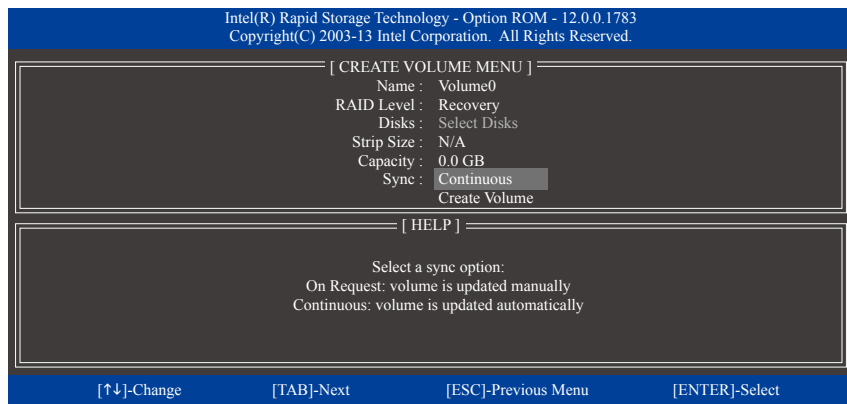 Intel(R) Rapid Storage Technology - Option ROM - 12.0.0.1783
Copyright(C) 2003-13 Intel Corporation. All Rights Reserved.
[ CREATE VOLUME MENU ]
Name : Volume0
RAID Level : Recovery
Disks : Select Disks
Strip Size : N/A
Capacity : 0.0 GB
Sync : Continuous
Create Volume
[ HELP ]
Select a sync option:
On Request: volume is updated manually
Continuous: volume is updated automatically
[↑↓]-Change [TAB]-Next [ESC]-Previous Menu [ENTER]-Select